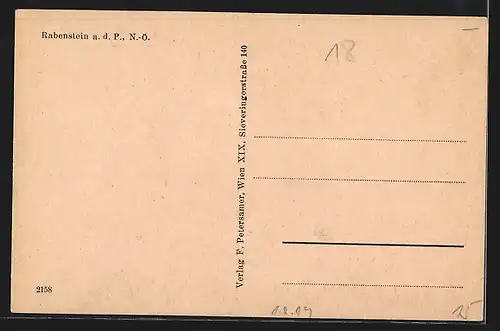 Rabenstein a. d. P., N.-Ö.
18
Verlag F. Petersamer, Wien XIX, Sieveringerstraße 140
2158
25